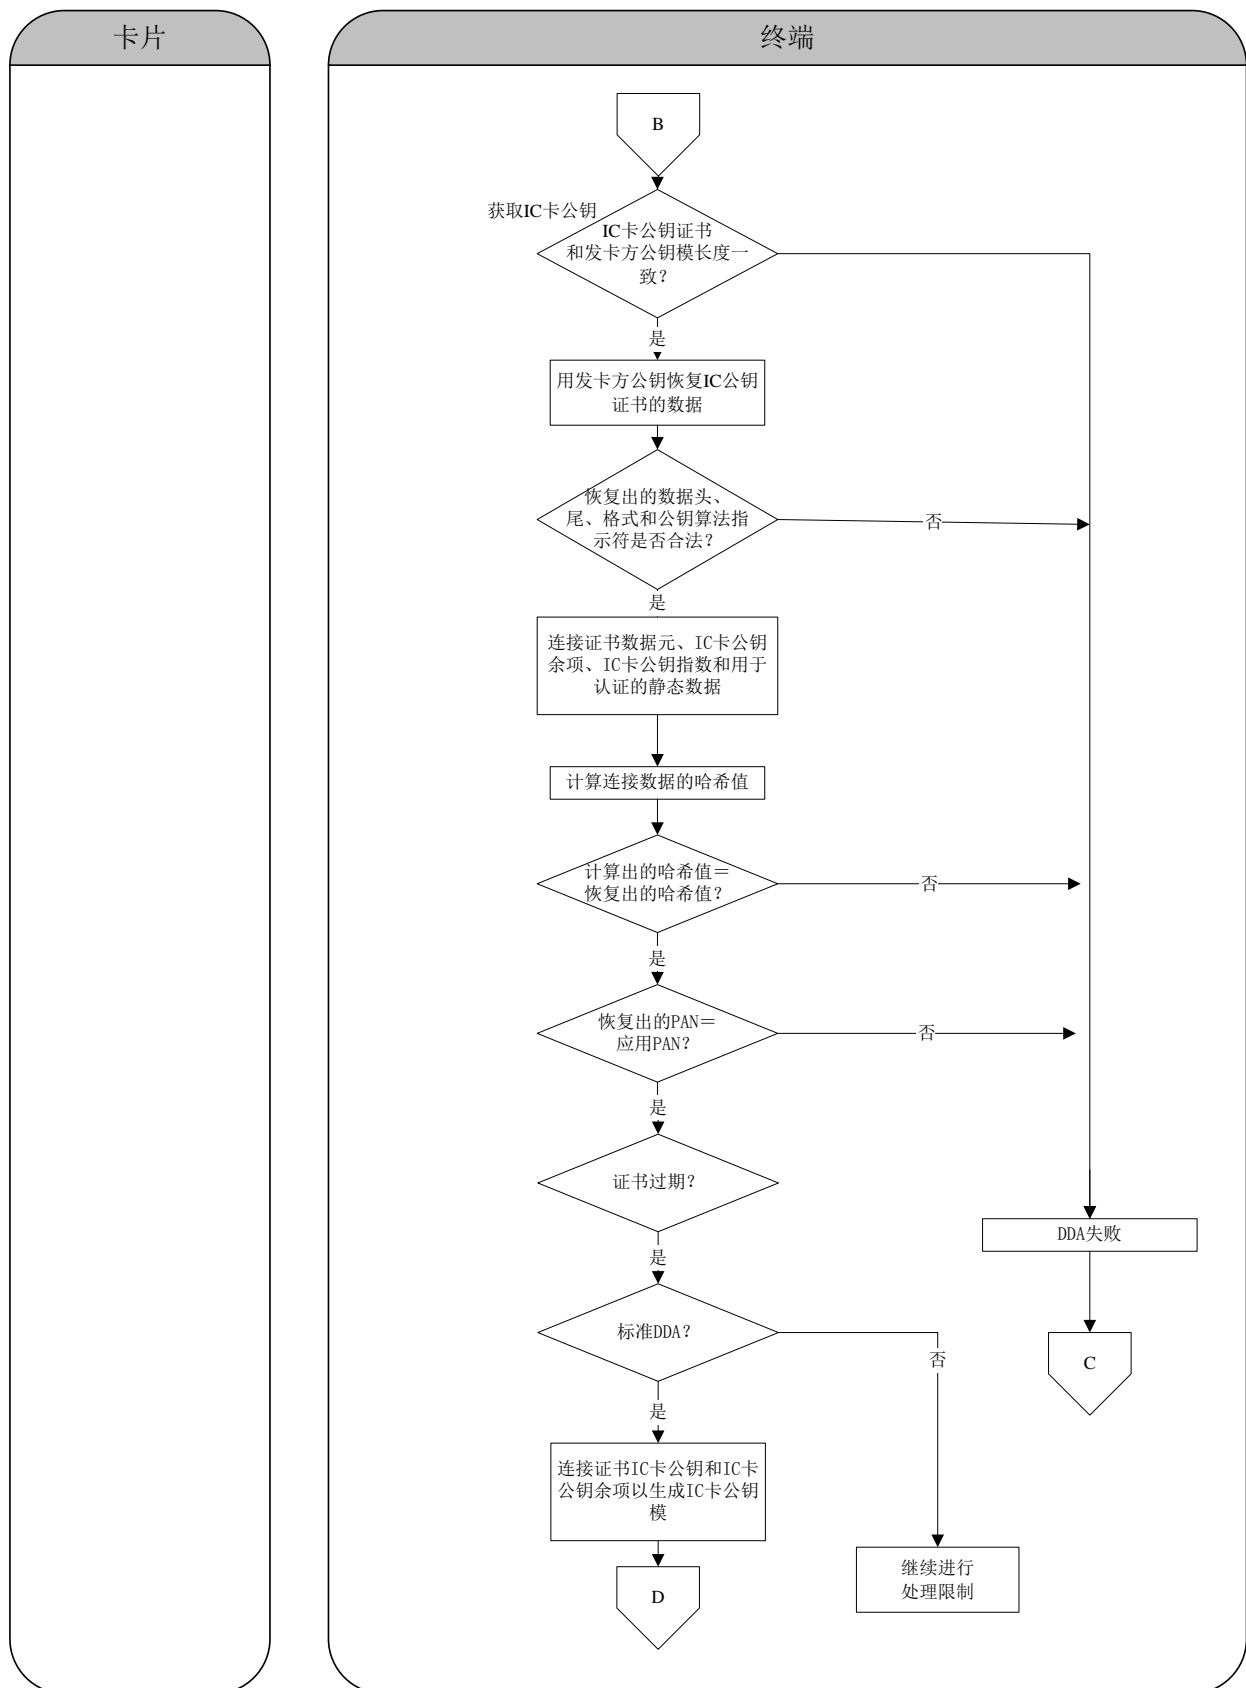 卡片
终端
B
获取IC卡公钥
IC卡公钥证书
和发卡方公钥模长度一
致？
是
用发卡方公钥恢复IC公钥
证书的数据
恢复出的数据头、
尾、格式和公钥算法指
示符是否合法？
否
是
连接证书数据元、IC卡公钥
余项、IC卡公钥指数和用于
认证的静态数据
计算连接数据的哈希值
计算出的哈希值＝
恢复出的哈希值？
否
是
恢复出的PAN＝
应用PAN？
否
是
证书过期？
DDA失败
是
标准DDA？
否
C
是
连接证书IC卡公钥和IC卡
公钥余项以生成IC卡公钥
模
继续进行
处理限制
D